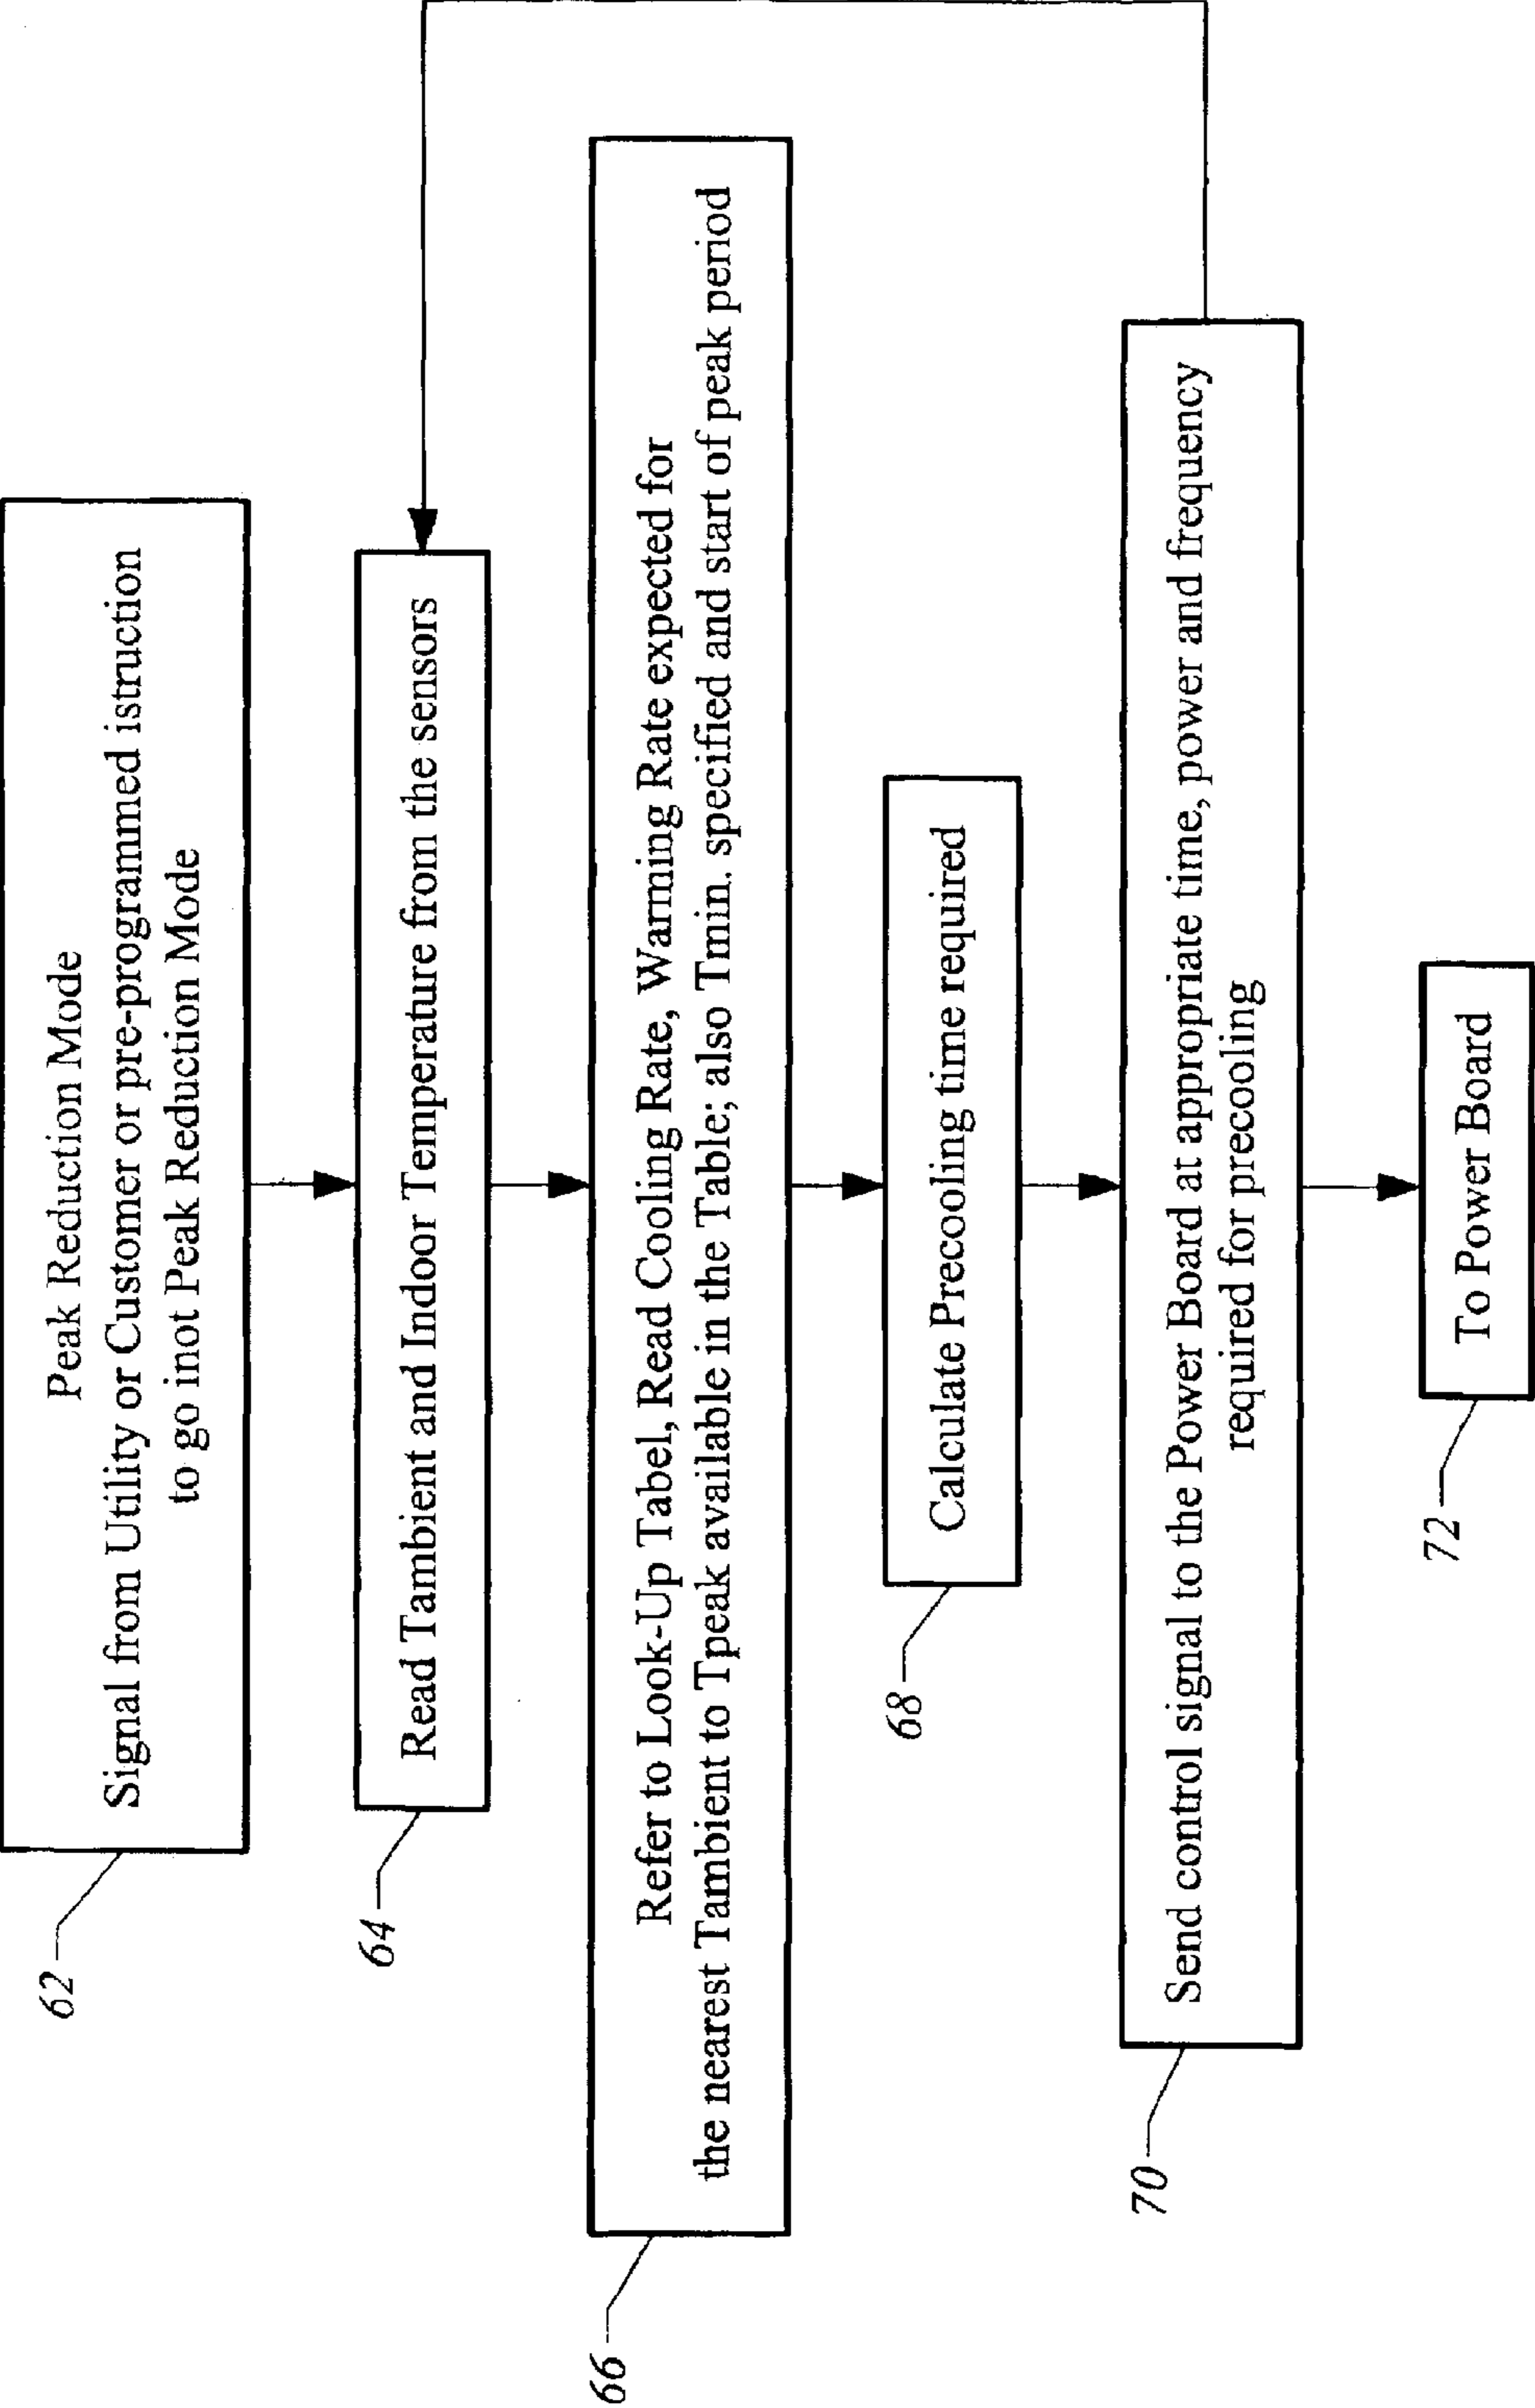 Peak Reduction Mode
Signal from Utility or Customer or pre-programmed istruction
to go inot Peak Reduction Mode
62
Read Tambient and Indoor Temperature from the sensors
64
Refer to Look-Up Tabel, Read Cooling Rate, Warming Rate expected for
the nearest Tambient to Tpeak available in the Table; also Tmin. specified and start of peak period
66
Calculate Precooling time required
68
Send control signal to the Power Board at appropriate time, power and frequency
required for precooling
70
To Power Board
72